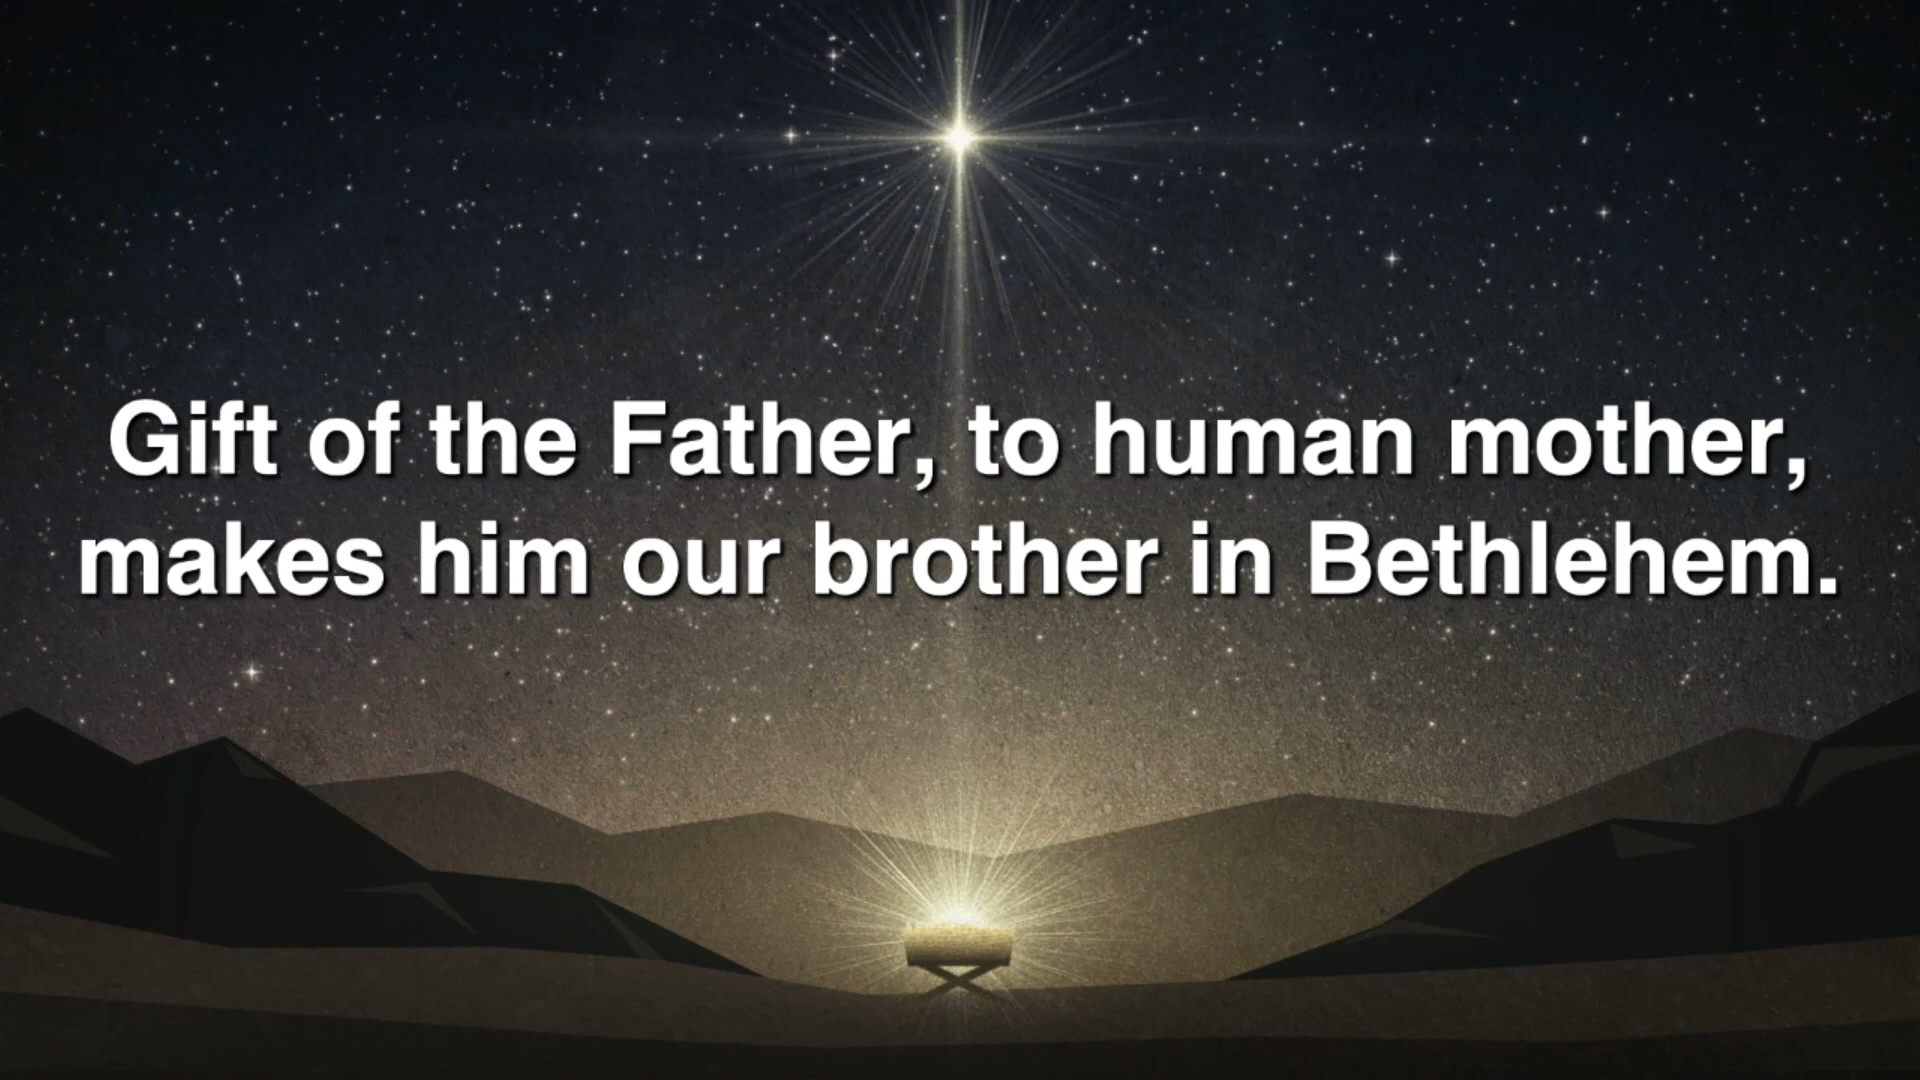 Gift of the Father, to human mother,
makes him our brother in Bethlehem.